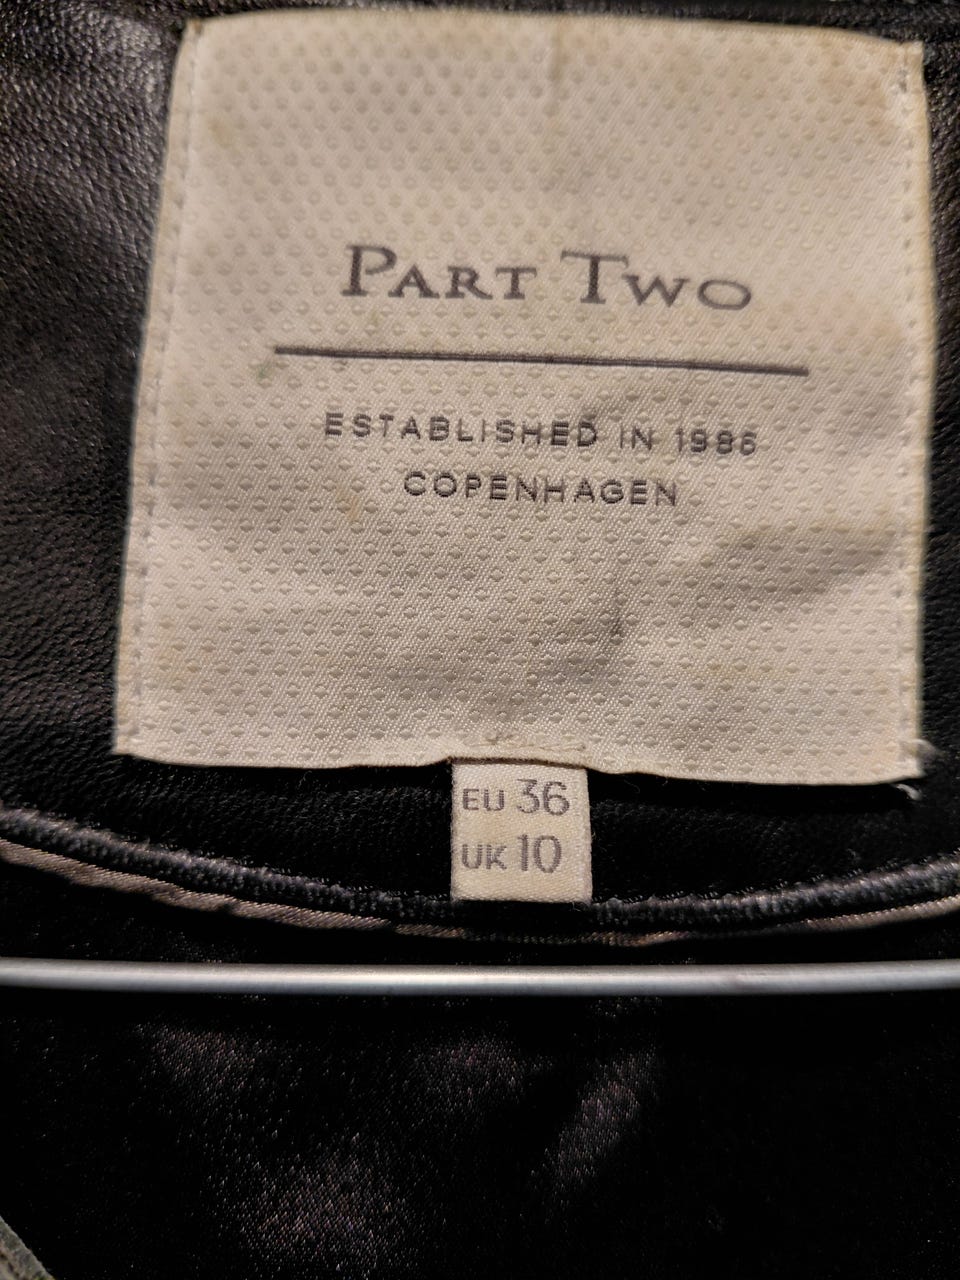 PART TWO
ESTABLISHED IN 1986
COPENHAGEN
EU 36
UK 10